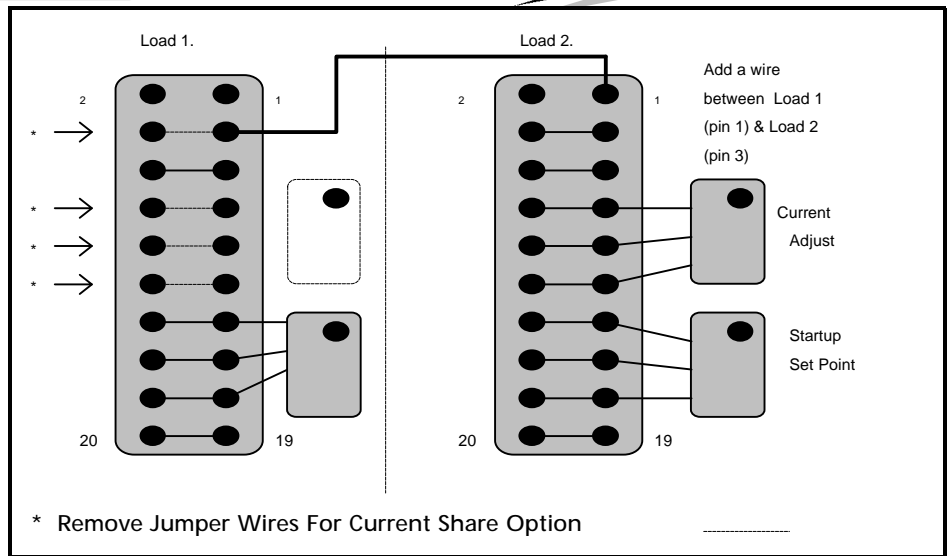 Load 1.
Load 2.
Add a wire
between Load 1
(pin 1) & Load 2
(pin 3)
2
1
2
1
*
*
*
*
Current
Adjust
Startup
Set Point
20
19
20
19
* Remove Jumper Wires For Current Share Option